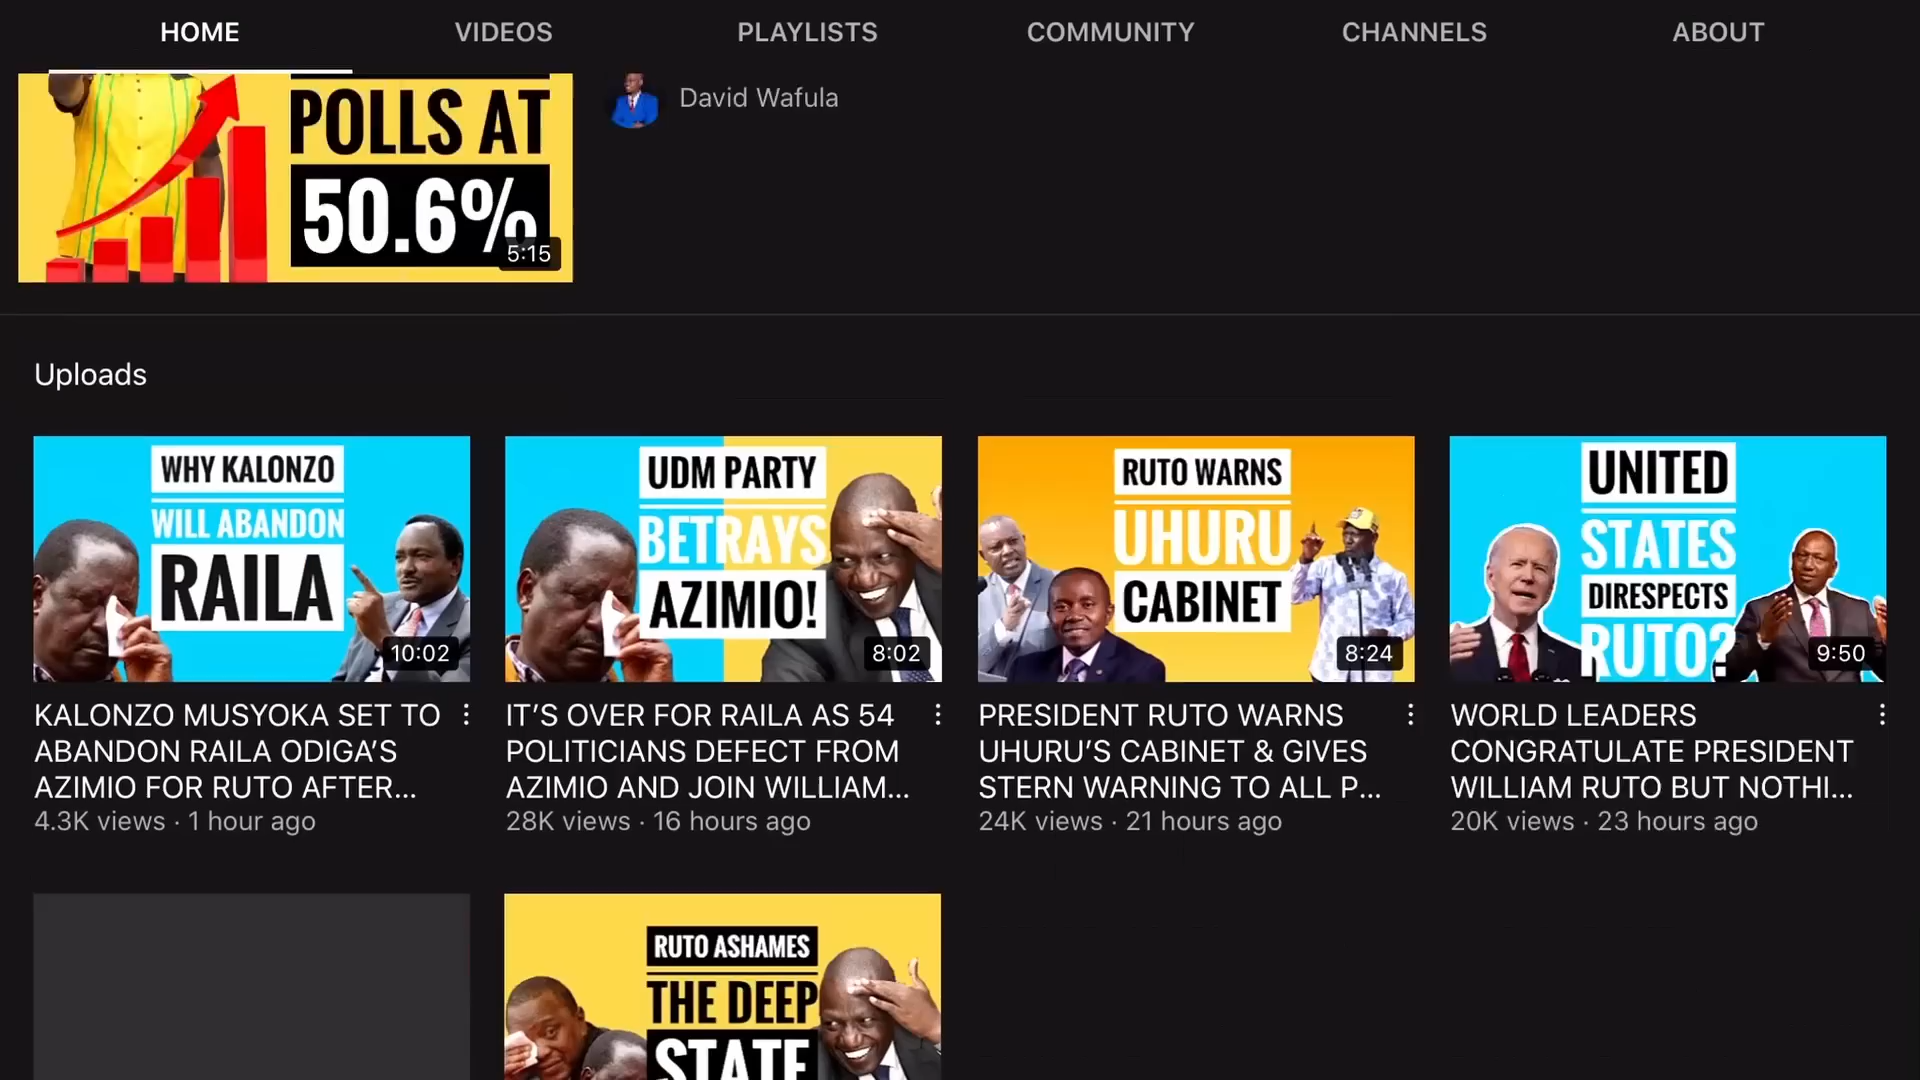 HOME
VIDEOS
PLAYLISTS
COMMUNITY
CHANNELS
ABOUT
POLLS AT
50.6%
5:15
David Wafula
Uploads
WHY KALONZO
WILL ABANDON
RAILA
10:02
UDM PARTY
BETRAYS
AZIMIO!
8:02
RUTO WARNS
UHURU
CABINET
8:24
UNITED
STATES
DIRESPECTS
RUTO?
9:50
KALONZO MUSYOKA SET TO
ABANDON RAILA ODIGA’S
AZIMIO FOR RUTO AFTER...
4.3K views · 1 hour ago
IT’S OVER FOR RAILA AS 54
POLITICIANS DEFECT FROM
AZIMIO AND JOIN WILLIAM...
28K views · 16 hours ago
PRESIDENT RUTO WARNS
UHURU’S CABINET & GIVES
STERN WARNING TO ALL P...
24K views · 21 hours ago
WORLD LEADERS
CONGRATULATE PRESIDENT
WILLIAM RUTO BUT NOTHI...
20K views · 23 hours ago
RUTO ASHAMES
THE DEEP
STATE